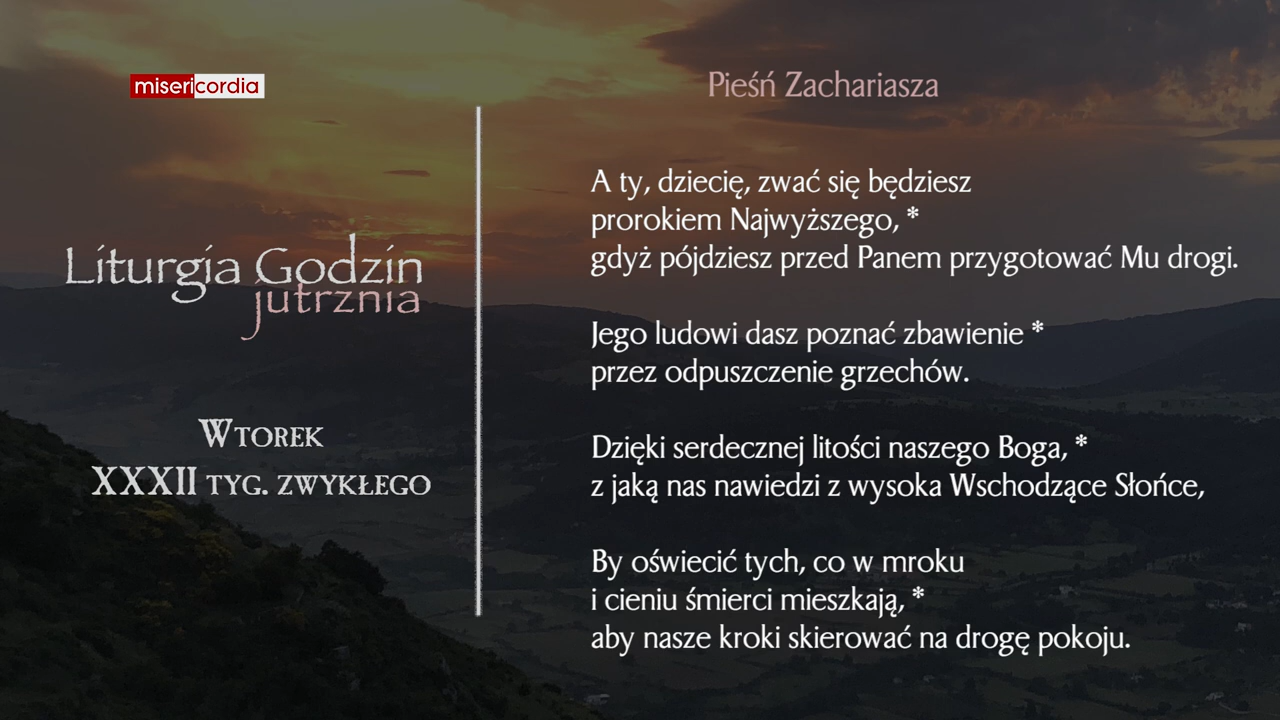 misericordia
Liturgia Godzin
jutrznia
Wtorek
XXXII tyg. zwykłego
Pieśń Zachariasza
A ty, dziecię, zwać się będziesz
prorokiem Najwyższego, *
gdyż pójdziesz przed Panem przygotować Mu drogi.
Jego ludowi dasz poznać zbawienie *
przez odpuszczenie grzechów.
Dzięki serdecznej litości naszego Boga, *
z jaką nas nawiedzi z wysoka Wschodzące Słońce,
By oświecić tych, co w mroku
i cieniu śmierci mieszkają, *
aby nasze kroki skierować na drogę pokoju.